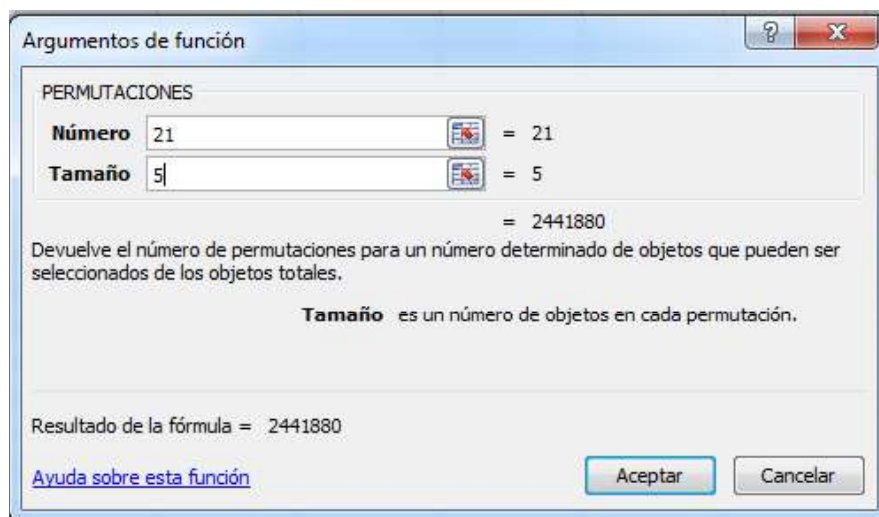 Argumentos de función
PERMUTACIONES
Número 21 = 21
Tamaño 5 = 5
= 2441880
Devuelve el número de permutaciones para un número determinado de objetos que pueden ser
seleccionados de los objetos totales.
Tamaño es un número de objetos en cada permutación.
Resultado de la fórmula = 2441880
Ayuda sobre esta función Aceptar Cancelar